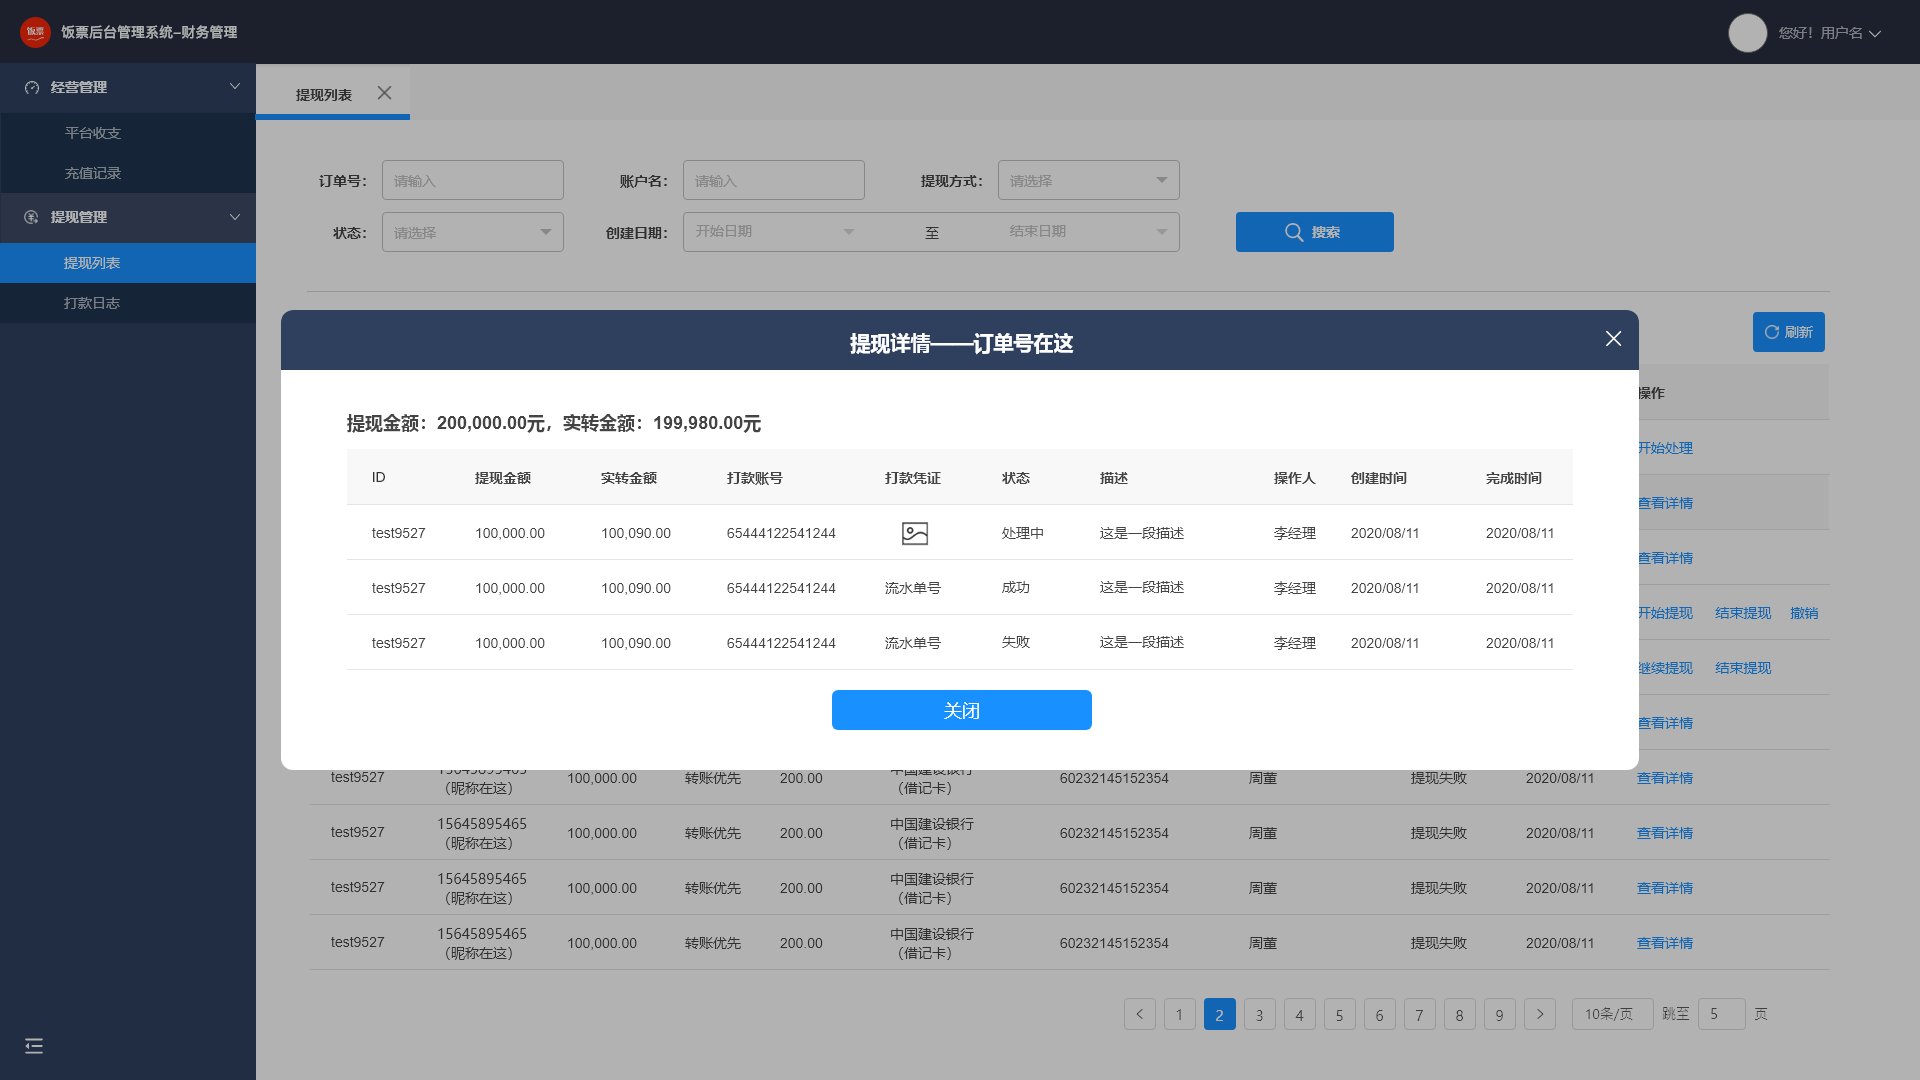 饭票 饭票后台管理系统-财务管理 您好！用户名
经营管理
平台收支
充值记录
提现管理
提现列表
打款日志
提现列表
订单号： 请输入 账户名： 请输入 提现方式： 请选择
状态： 请选择 创建日期： 开始日期 至 结束日期 搜索
刷新
操作
开始处理
查看详情
查看详情
开始提现 结束提现 撤销
继续提现 结束提现
查看详情
提现详情——订单号在这
提现金额：200,000.00元，实转金额：199,980.00元
ID 提现金额 实转金额 打款账号 打款凭证 状态 描述 操作人 创建时间 完成时间
test9527 100,000.00 100,090.00 65444122541244 处理中 这是一段描述 李经理 2020/08/11 2020/08/11
test9527 100,000.00 100,090.00 65444122541244 流水单号 成功 这是一段描述 李经理 2020/08/11 2020/08/11
test9527 100,000.00 100,090.00 65444122541244 流水单号 失败 这是一段描述 李经理 2020/08/11 2020/08/11
关闭
test9527 15645895465 100,000.00 转账优先 200.00 中国建设银行 60232145152354 周董 提现失败 2020/08/11 查看详情
（昵称在这） （借记卡）
test9527 15645895465 100,000.00 转账优先 200.00 中国建设银行 60232145152354 周董 提现失败 2020/08/11 查看详情
（昵称在这） （借记卡）
test9527 15645895465 100,000.00 转账优先 200.00 中国建设银行 60232145152354 周董 提现失败 2020/08/11 查看详情
（昵称在这） （借记卡）
test9527 15645895465 100,000.00 转账优先 200.00 中国建设银行 60232145152354 周董 提现失败 2020/08/11 查看详情
（昵称在这） （借记卡）
1 2 3 4 5 6 7 8 9 10条/页 跳至 5 页